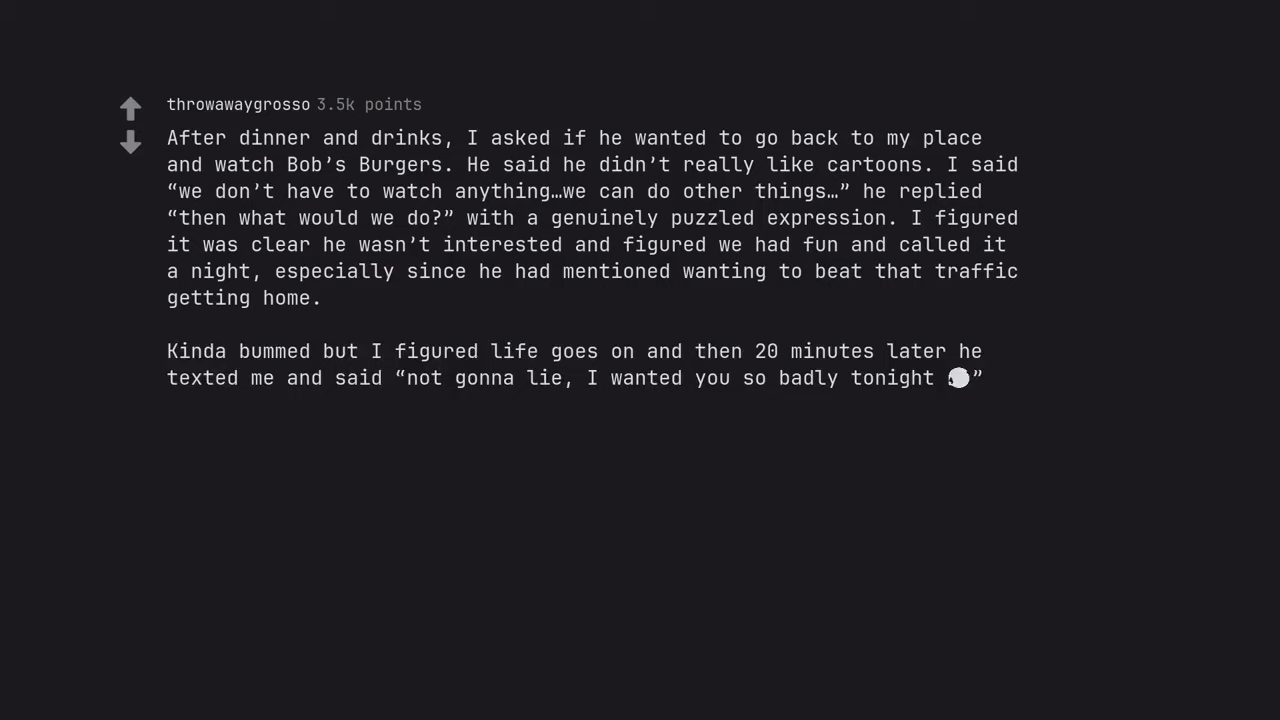 throwawaygrosso 3.5k points
After dinner and drinks, I asked if he wanted to go back to my place
and watch Bob’s Burgers. He said he didn’t really like cartoons. I said
“we don’t have to watch anything…we can do other things…” he replied
“then what would we do?” with a genuinely puzzled expression. I figured
it was clear he wasn’t interested and figured we had fun and called it
a night, especially since he had mentioned wanting to beat that traffic
getting home.
Kinda bummed but I figured life goes on and then 20 minutes later he
texted me and said “not gonna lie, I wanted you so badly tonight ”